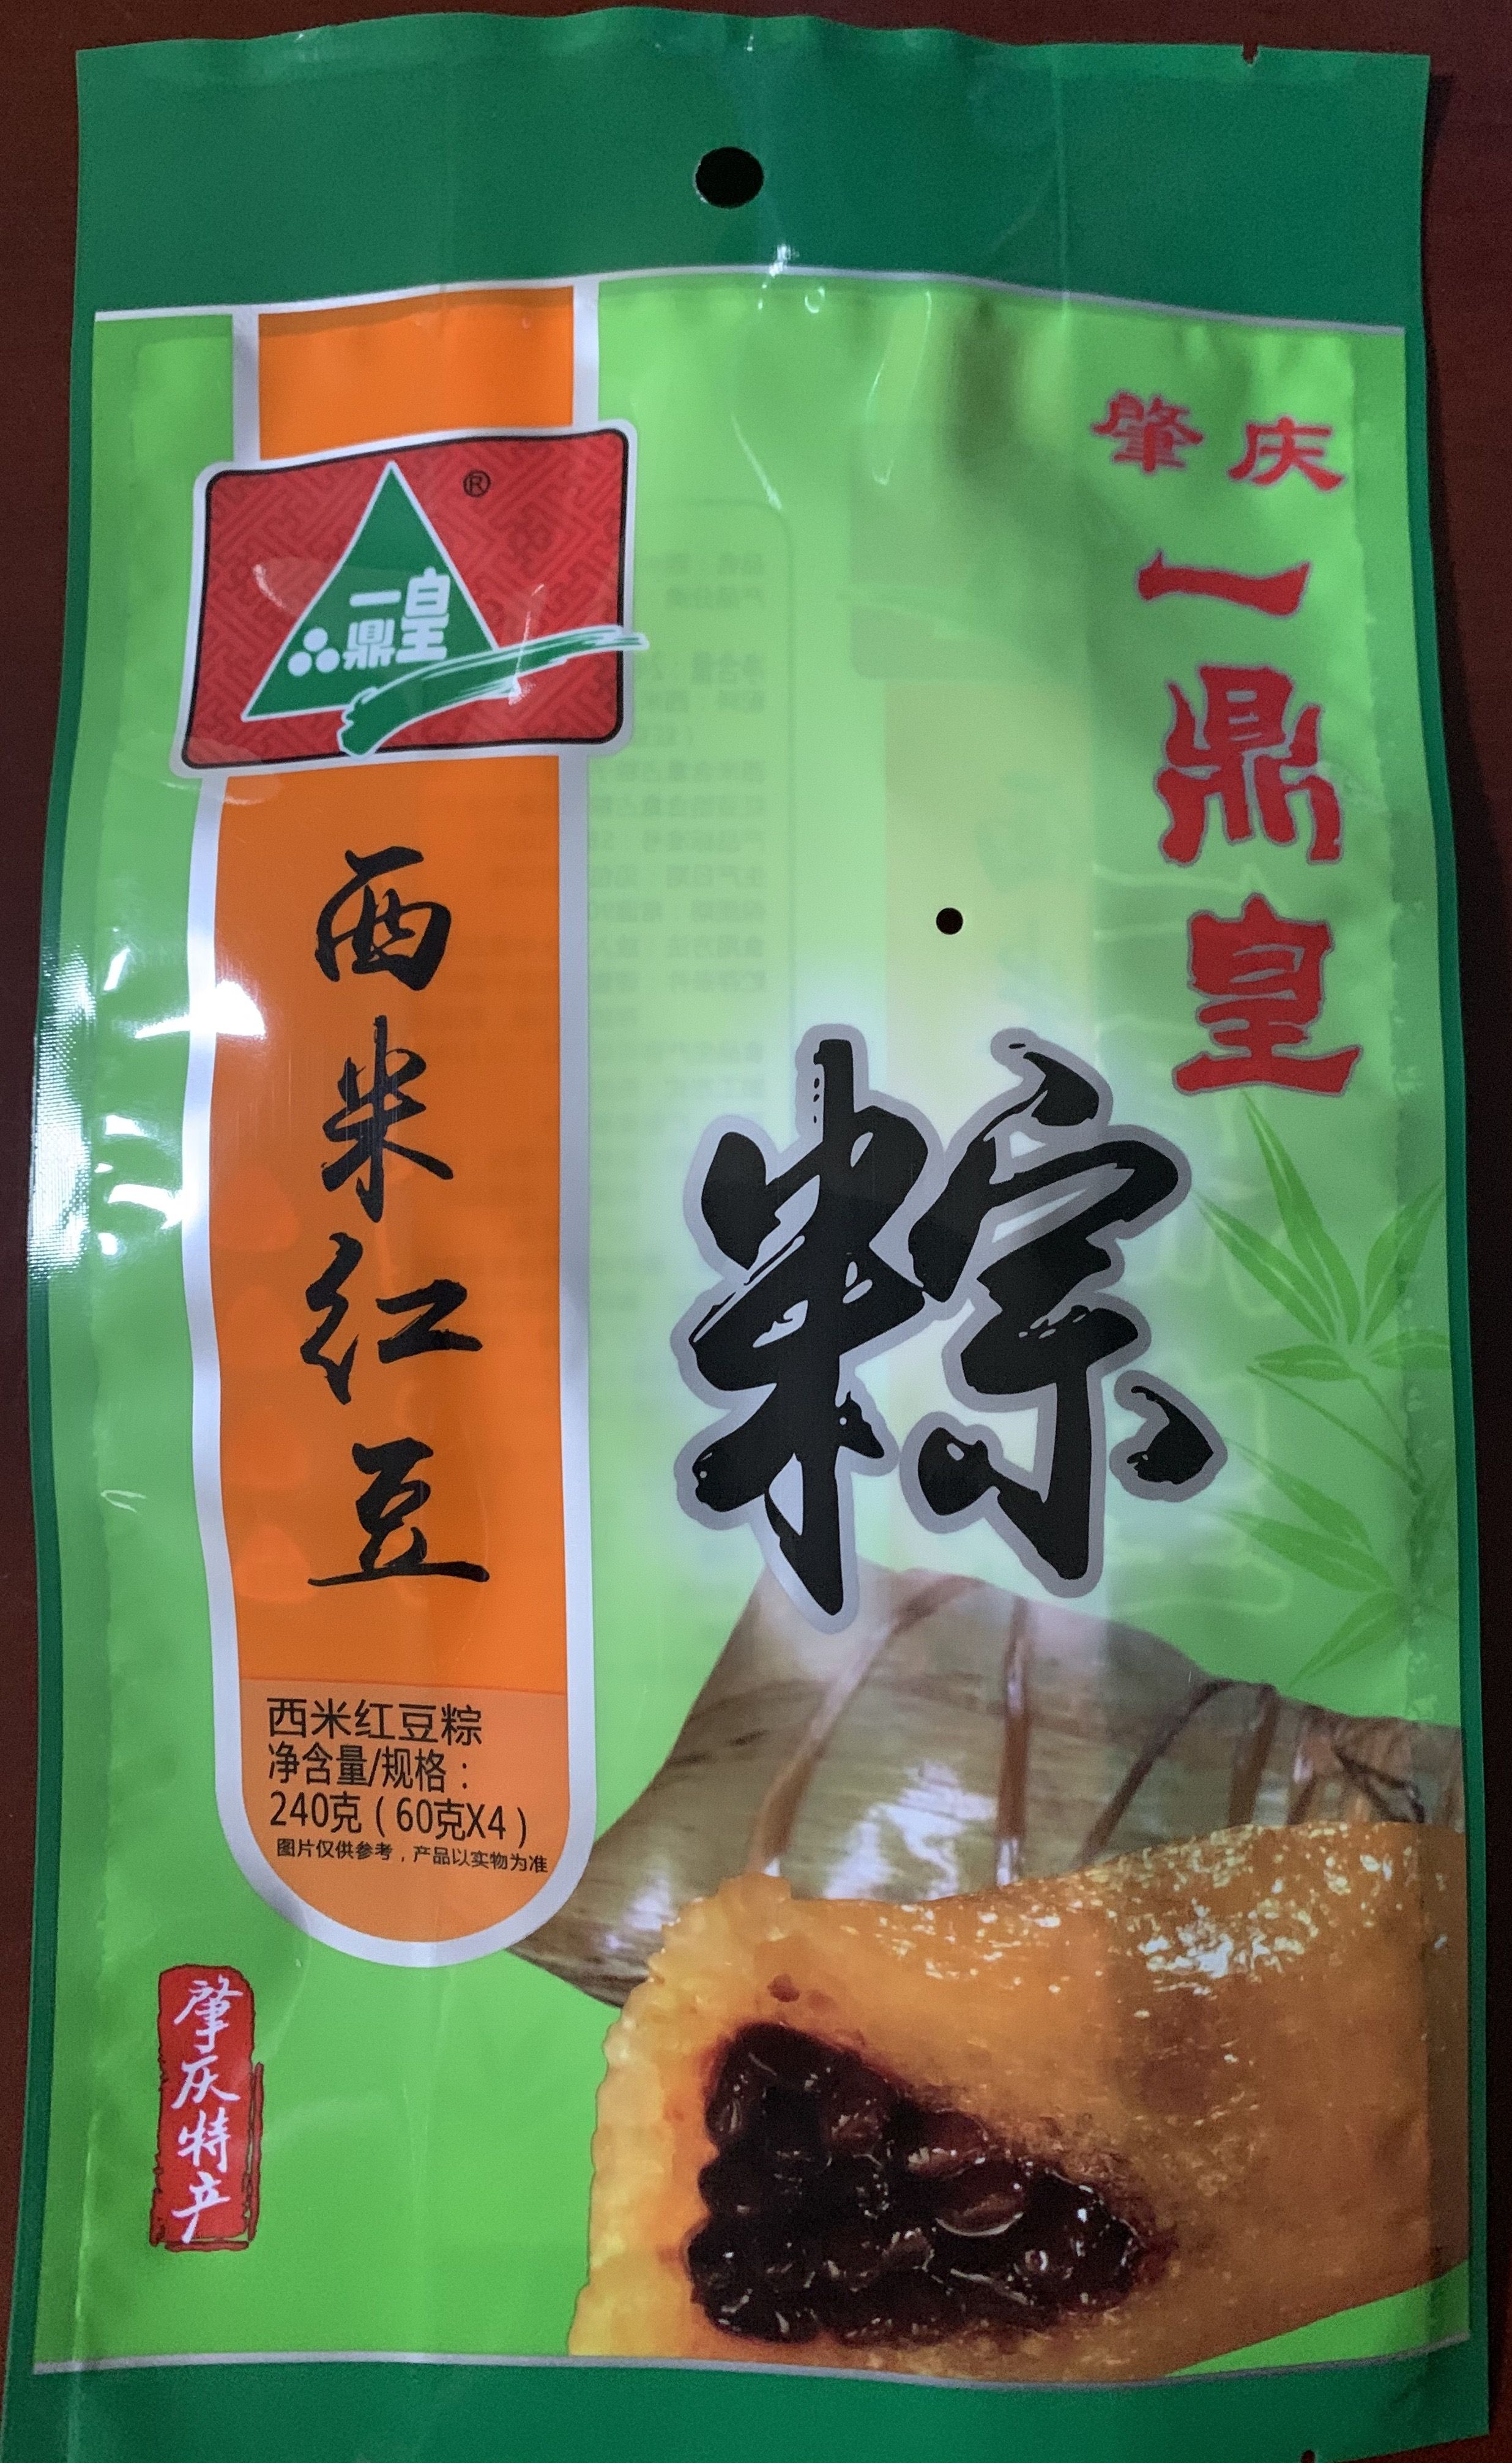 肇庆
一鼎皇
®
一鼎皇
西米红豆
粽
西米红豆粽
净含量/规格：
240克（60克X4）
图片仅供参考，产品以实物为准
肇庆特产